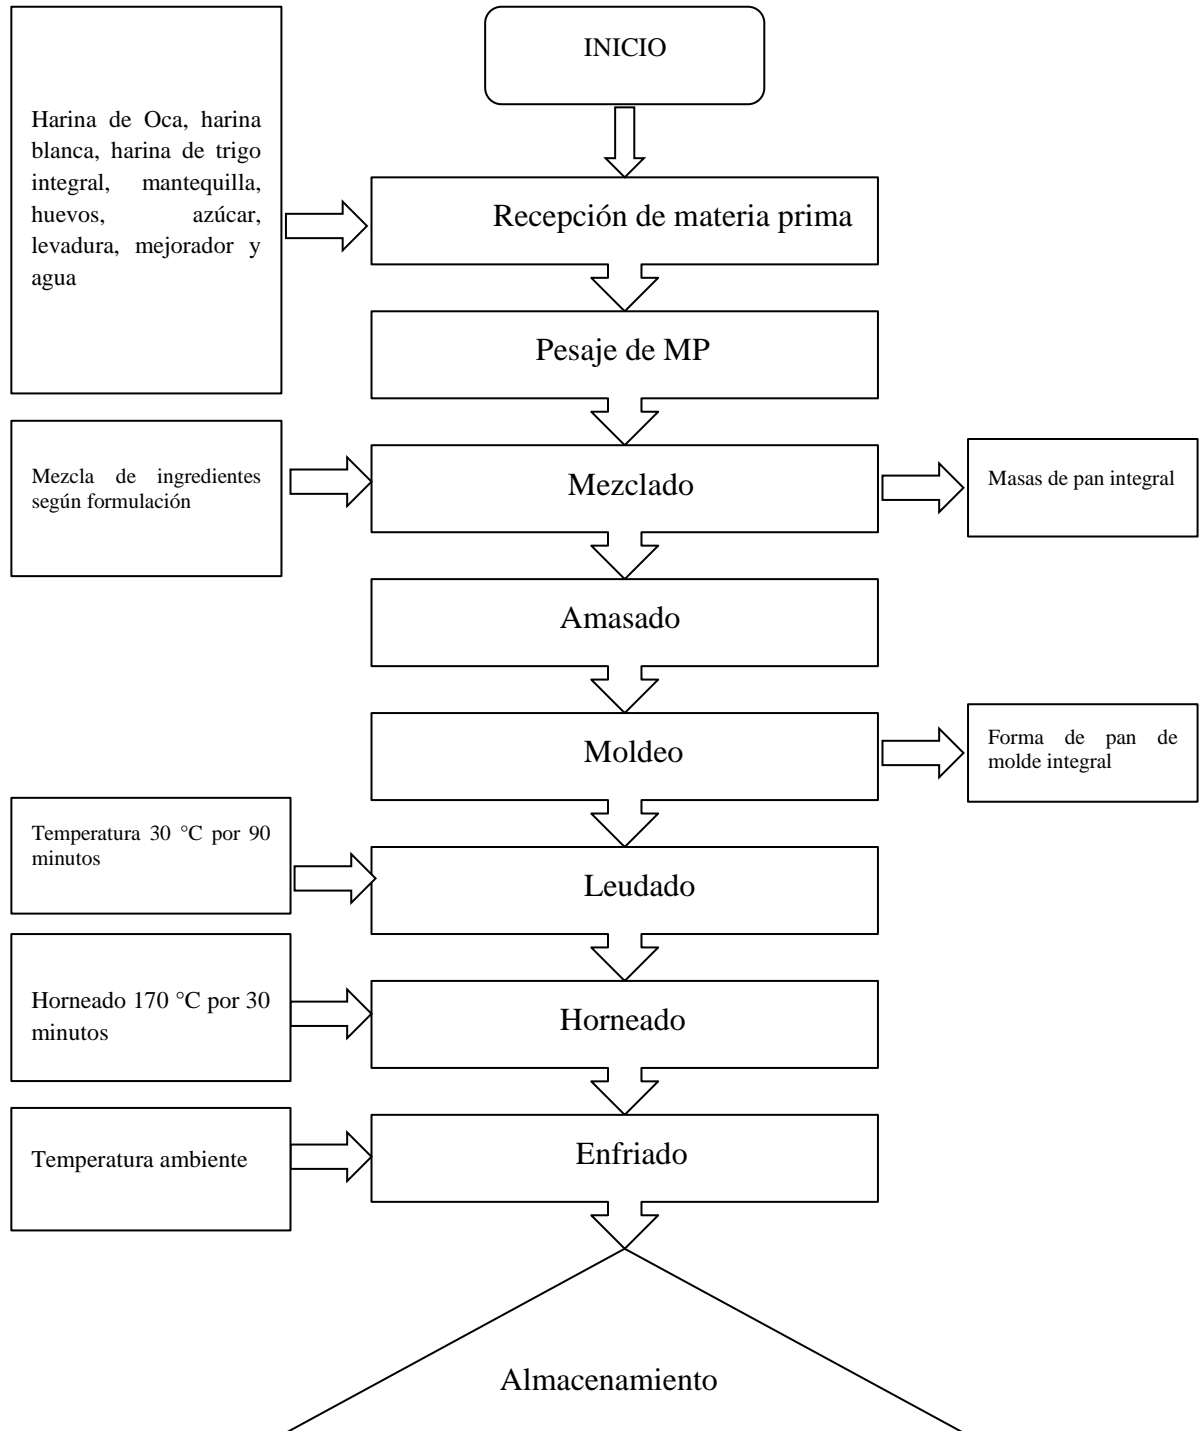 INICIO
Harina de Oca, harina
blanca, harina de trigo
integral, mantequilla,
huevos, azúcar,
levadura, mejorador y
agua
Recepción de materia prima
Pesaje de MP
Mezcla de ingredientes
según formulación
Mezclado
Masas de pan integral
Amasado
Moldeo
Forma de pan de
molde integral
Temperatura 30 °C por 90
minutos
Leudado
Horneado 170 °C por 30
minutos
Horneado
Temperatura ambiente
Enfriado
Almacenamiento